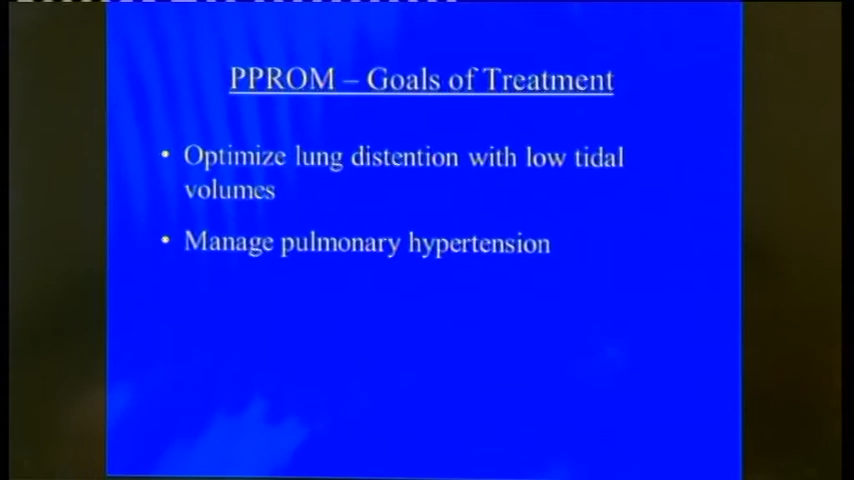 PPROM – Goals of Treatment
• Optimize lung distention with low tidal
volumes
• Manage pulmonary hypertension